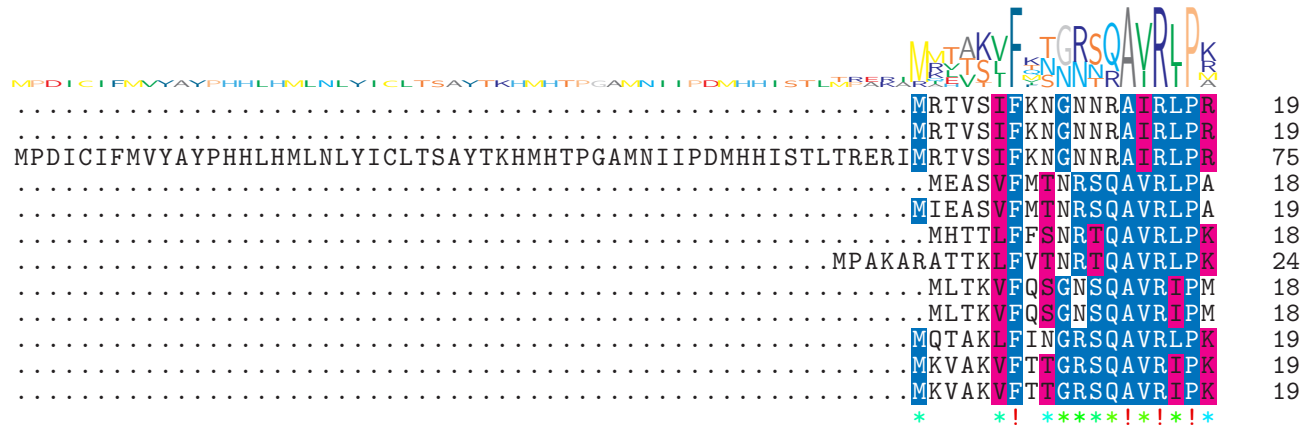 MPDICIFMVYAYPHHLHMLNLYICLTSAYTKHMHTPGAMNIIPDMHHISTL
........................................................MRTVSIFKNGNNRAIRLPR 19
........................................................MRTVSIFKNGNNRAIRLPR 19
MPDICIFMVYAYPHHLHMLNLYICLTSAYTKHMHTPGAMNIIPDMHHISTLTRERIMRTVSIFKNGNNRAIRLPR 75
.........................................................MEASVFMTNRSQAVRLPA 18
........................................................MIEASVFMTNRSQAVRLPA 19
.........................................................MHTTLFFSNRTQAVRLPK 18
...................................................MPAKARATTKLFVTNRTQAVRLPK 24
.........................................................MLTKVFQSGNSQAVRIPM 18
.........................................................MLTKVFQSGNSQAVRIPM 18
........................................................MQTAKLFINGRSQAVRLPK 19
........................................................MKVAKVFTTGRSQAVRIPK 19
........................................................MKVAKVFTTGRSQAVRIPK 19
* *! *****!*!*!*